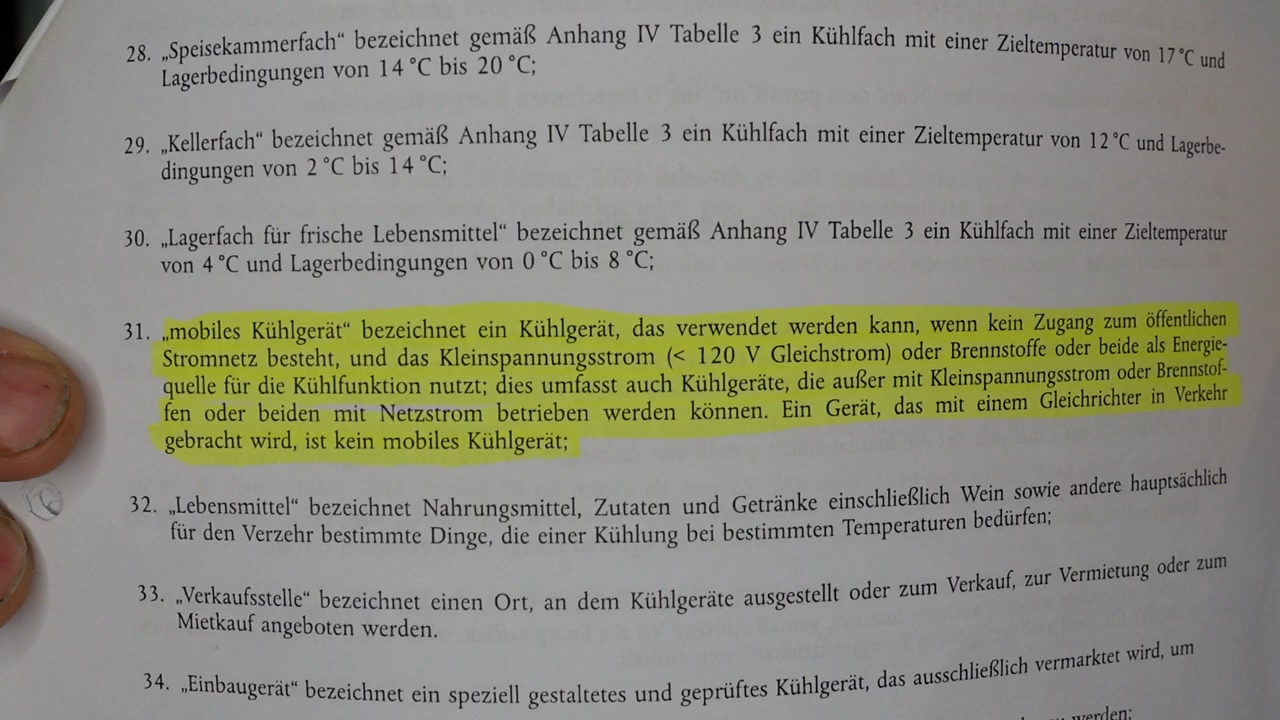 28. „Speisekammerfach“ bezeichnet gemäß Anhang IV Tabelle 3 ein Kühlfach mit einer Zieltemperatur von 17 °C und
Lagerbedingungen von 14 °C bis 20 °C;
29. „Kellerfach“ bezeichnet gemäß Anhang IV Tabelle 3 ein Kühlfach mit einer Zieltemperatur von 12 °C und Lagerbe-
dingungen von 2 °C bis 14 °C;
30. „Lagerfach für frische Lebensmittel“ bezeichnet gemäß Anhang IV Tabelle 3 ein Kühlfach mit einer Zieltemperatur
von 4 °C und Lagerbedingungen von 0 °C bis 8 °C;
31. „mobiles Kühlgerät“ bezeichnet ein Kühlgerät, das verwendet werden kann, wenn kein Zugang zum öffentlichen
Stromnetz besteht, und das Kleinspannungsstrom (< 120 V Gleichstrom) oder Brennstoffe oder beide als Energie-
quelle für die Kühlfunktion nutzt; dies umfasst auch Kühlgeräte, die außer mit Kleinspannungsstrom oder Brennstof-
fen oder beiden mit Netzstrom betrieben werden können. Ein Gerät, das mit einem Gleichrichter in Verkehr
gebracht wird, ist kein mobiles Kühlgerät;
32. „Lebensmittel“ bezeichnet Nahrungsmittel, Zutaten und Getränke einschließlich Wein sowie andere hauptsächlich
für den Verzehr bestimmte Dinge, die einer Kühlung bei bestimmten Temperaturen bedürfen;
33. „Verkaufsstelle“ bezeichnet einen Ort, an dem Kühlgeräte ausgestellt oder zum Verkauf, zur Vermietung oder zum
Mietkauf angeboten werden.
34. „Einbaugerät“ bezeichnet ein speziell gestaltetes und geprüftes Kühlgerät, das ausschließlich vermarktet wird, um
werden;